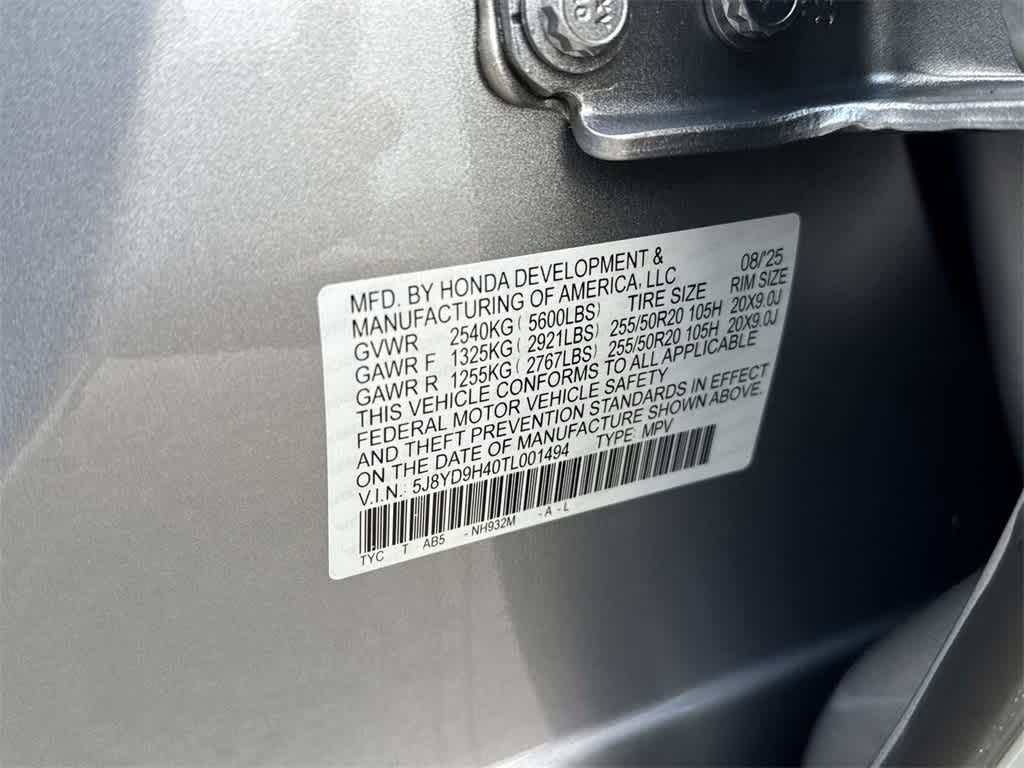 MFD. BY HONDA DEVELOPMENT & 08/'25
MANUFACTURING OF AMERICA, LLC RIM SIZE
GVWR 2540KG ( 5600LBS) TIRE SIZE 20X9.0J
GAWR F 1325KG ( 2921LBS) 255/50R20 105H 20X9.0J
GAWR R 1255KG ( 2767LBS) 255/50R20 105H
THIS VEHICLE CONFORMS TO ALL APPLICABLE
FEDERAL MOTOR VEHICLE SAFETY
AND THEFT PREVENTION STANDARDS IN EFFECT
ON THE DATE OF MANUFACTURE SHOWN ABOVE.
V.I.N.: 5J8YD9H40TL001494 TYPE: MPV
TYC T AB5 - NH932M - A - L